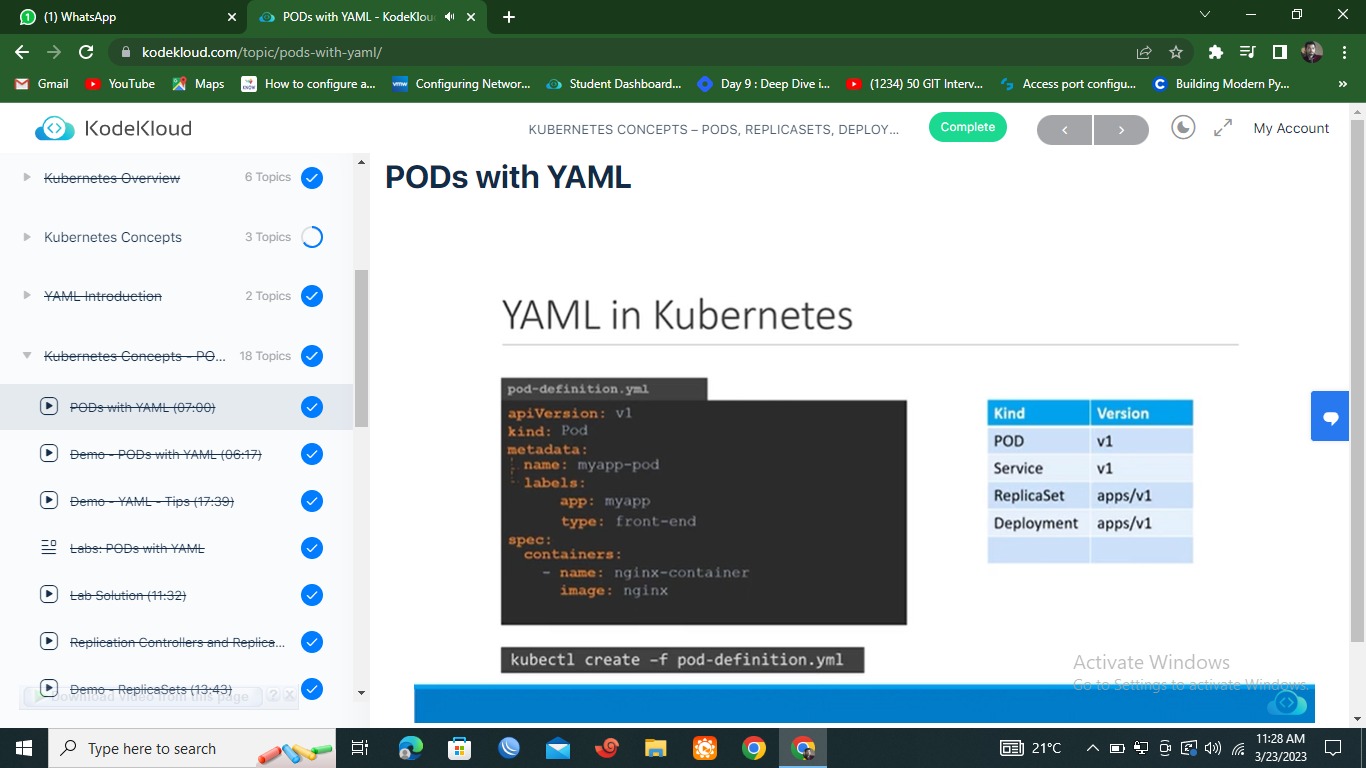 (1) WhatsApp
PODs with YAML - KodeKlou
kodekloud.com/topic/pods-with-yaml/
Gmail
YouTube
Maps
How to configure a...
Configuring Networ...
Student Dashboard...
Day 9 : Deep Dive i...
(1234) 50 GIT Interv...
Access port configu...
Building Modern Py...
KodeKloud
KUBERNETES CONCEPTS – PODS, REPLICASETS, DEPLOY...
Complete
My Account
Kubernetes Overview 6 Topics
Kubernetes Concepts 3 Topics
YAML Introduction 2 Topics
Kubernetes Concepts - PO... 18 Topics
PODs with YAML (07:00)
Demo - PODs with YAML (06:17)
Demo - YAML - Tips (17:39)
Labs: PODs with YAML
Lab Solution (11:32)
Replication Controllers and Replica...
Demo - ReplicaSets (13:43)
Download video from this page ? X
PODs with YAML
YAML in Kubernetes
pod-definition.yml
apiVersion: v1
kind: Pod
metadata:
name: myapp-pod
labels:
app: myapp
type: front-end
spec:
containers:
- name: nginx-container
image: nginx
kubectl create -f pod-definition.yml
Kind Version
POD v1
Service v1
ReplicaSet apps/v1
Deployment apps/v1
Activate Windows
Go to Settings to activate Windows.
Type here to search
21°C
11:28 AM
3/23/2023